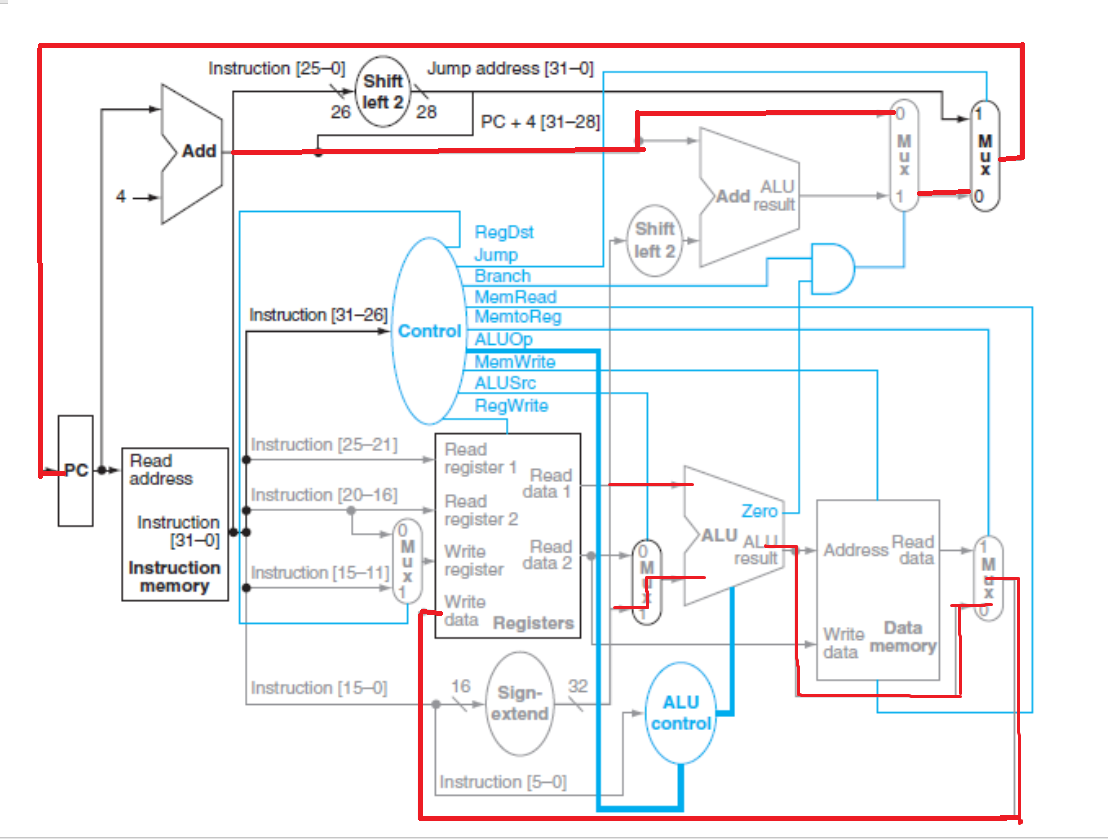 Instruction [25–0]
Shift
left 2
Jump address [31–0]
26
28
PC + 4 [31–28]
Add
4
0
M
u
x
1
1
M
u
x
0
Add
ALU
result
Shift
left 2
RegDst
Jump
Branch
MemRead
MemtoReg
ALUOp
MemWrite
ALUSrc
RegWrite
Instruction [31–26]
Control
PC
Read
address
Instruction
[31–0]
Instruction
memory
Instruction [25–21]
Instruction [20–16]
Instruction [15–11]
0
M
u
x
1
Read
register 1
Read
data 1
Read
register 2
Write
register
Read
data 2
Write
data
Registers
0
M
u
x
1
Zero
ALU
ALU
result
Address
Read
data
Write
data
Data
memory
1
M
u
x
0
Instruction [15–0]
16
Sign-
extend
32
ALU
control
Instruction [5–0]